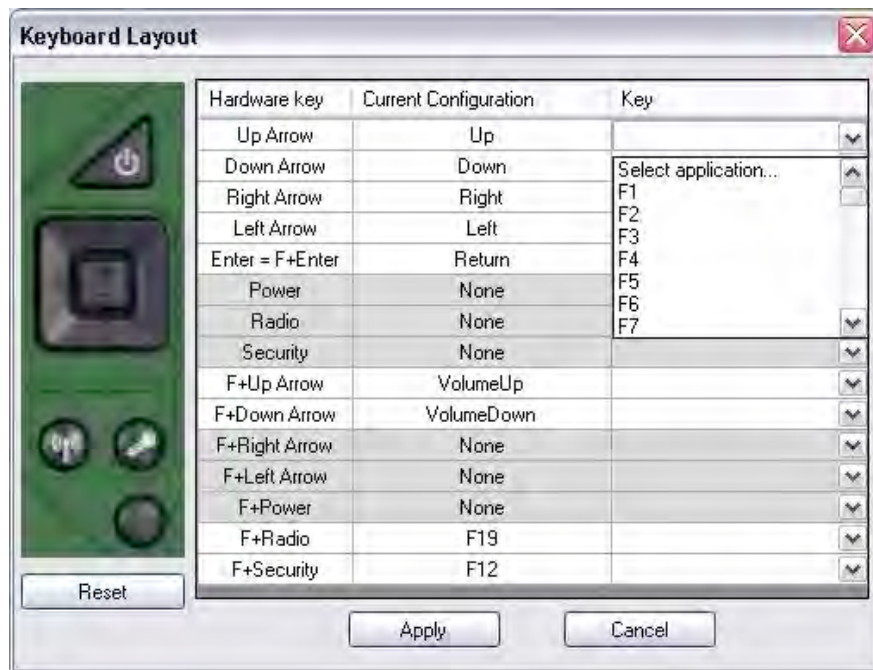 Keyboard Layout
Hardware key Current Configuration Key
Up Arrow Up
Down Arrow Down Select application...
Right Arrow Right F1
F2
Left Arrow Left F3
Enter = F+Enter Return F4
F5
Power None F6
Radio None F7
Security None
F+Up Arrow VolumeUp
F+Down Arrow VolumeDown
F+Right Arrow None
F+Left Arrow None
F+Power None
F+Radio F19
F+Security F12
Reset
Apply Cancel